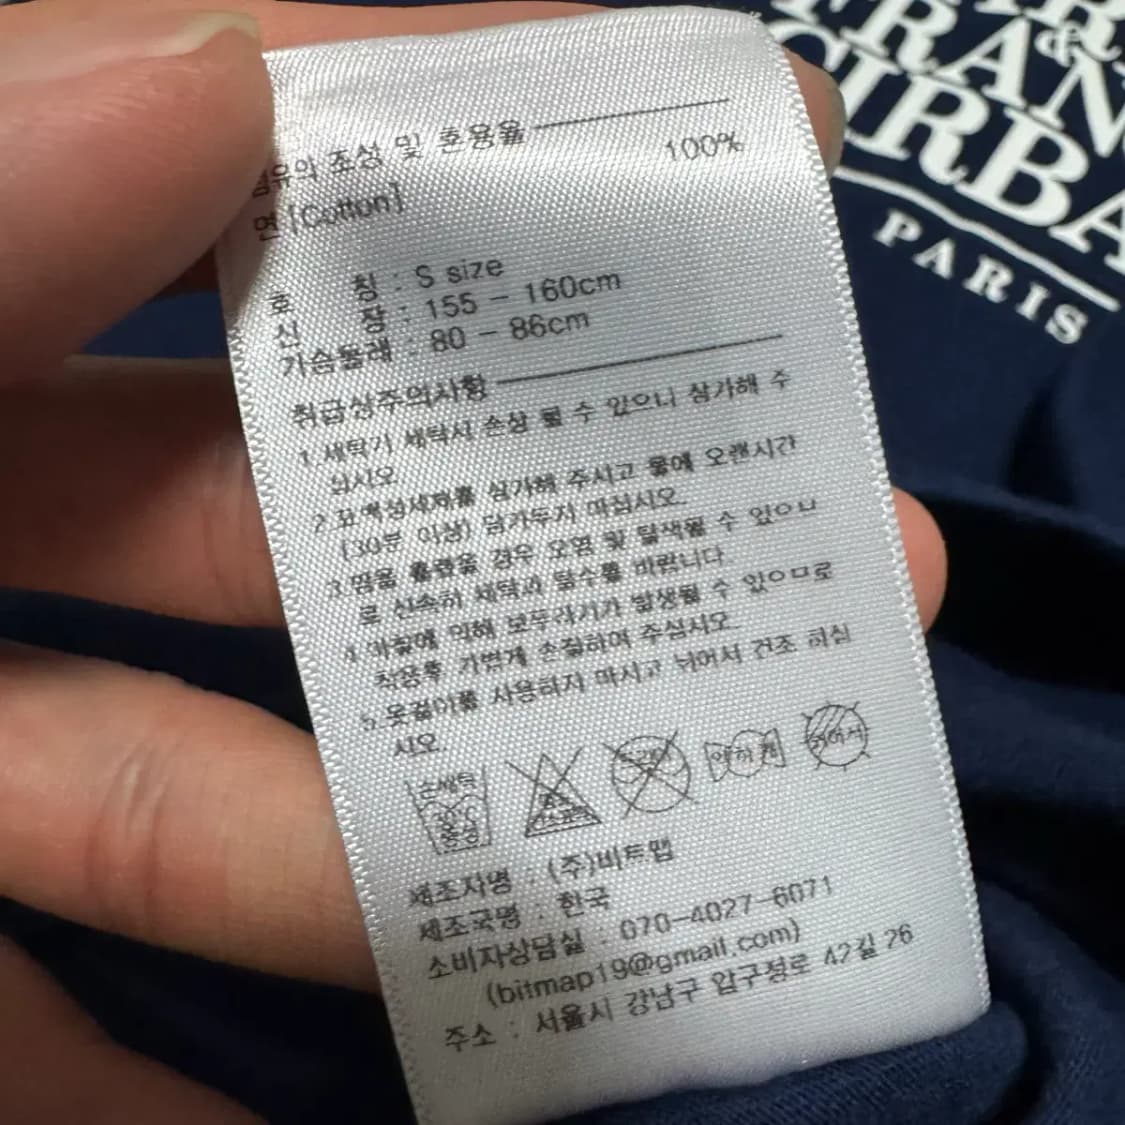 섬유의 조성 및 혼용율
면 [Cotton] 100%
호 칭 : S size
신 장 : 155 - 160cm
가슴둘레 : 80 - 86cm
취급상주의사항
1.세탁기 세탁시 손상 될 수 있으니 삼가해 주
십시오.
2.표백성세제를 삼가해 주시고 물에 오랜시간
(30분 이상) 담가두지 마십시오.
3.땀을 흘렸을 경우 오염 및 탈색될 수 있으니
로 신속히 세탁과 탈수를 바랍니다.
4.마찰에 의해 보푸라기가 발생될 수 있으므로
착용후 가볍게 손질하여 주십시오.
5.옷걸이를 사용하지 마시고 뉘어서 건조 하십
시오.
손세탁
30℃
중성
약하게
뉘어서
제조자명 : (주)비트맵
제조국명 : 한국
소비자상담실 : 070-4027-6071
(bitmap19@gmail.com)
주소 : 서울시 강남구 압구정로 42길 26
FRAN
GIRBA
PARIS